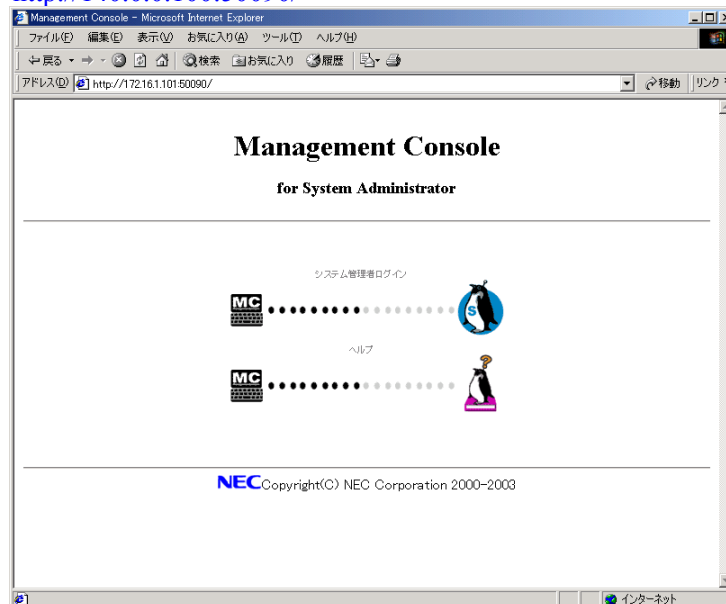 Management Console - Microsoft Internet Explorer
ファイル(F) 編集(E) 表示(V) お気に入り(A) ツール(T) ヘルプ(H)
戻る 検索 お気に入り 履歴
アドレス(D) http://172.16.1.101:50090/ 移動 リンク
Management Console
for System Administrator
システム管理者ログイン
MC S
ヘルプ
MC ?
NEC Copyright(C) NEC Corporation 2000-2003
インターネット